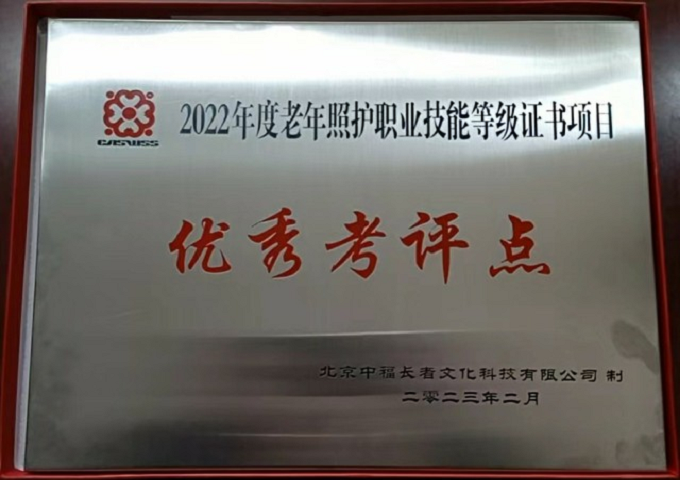 2022年度老年照护职业技能等级证书项目
优秀考评点
北京中福长者文化科技有限公司 制
二零二三年二月